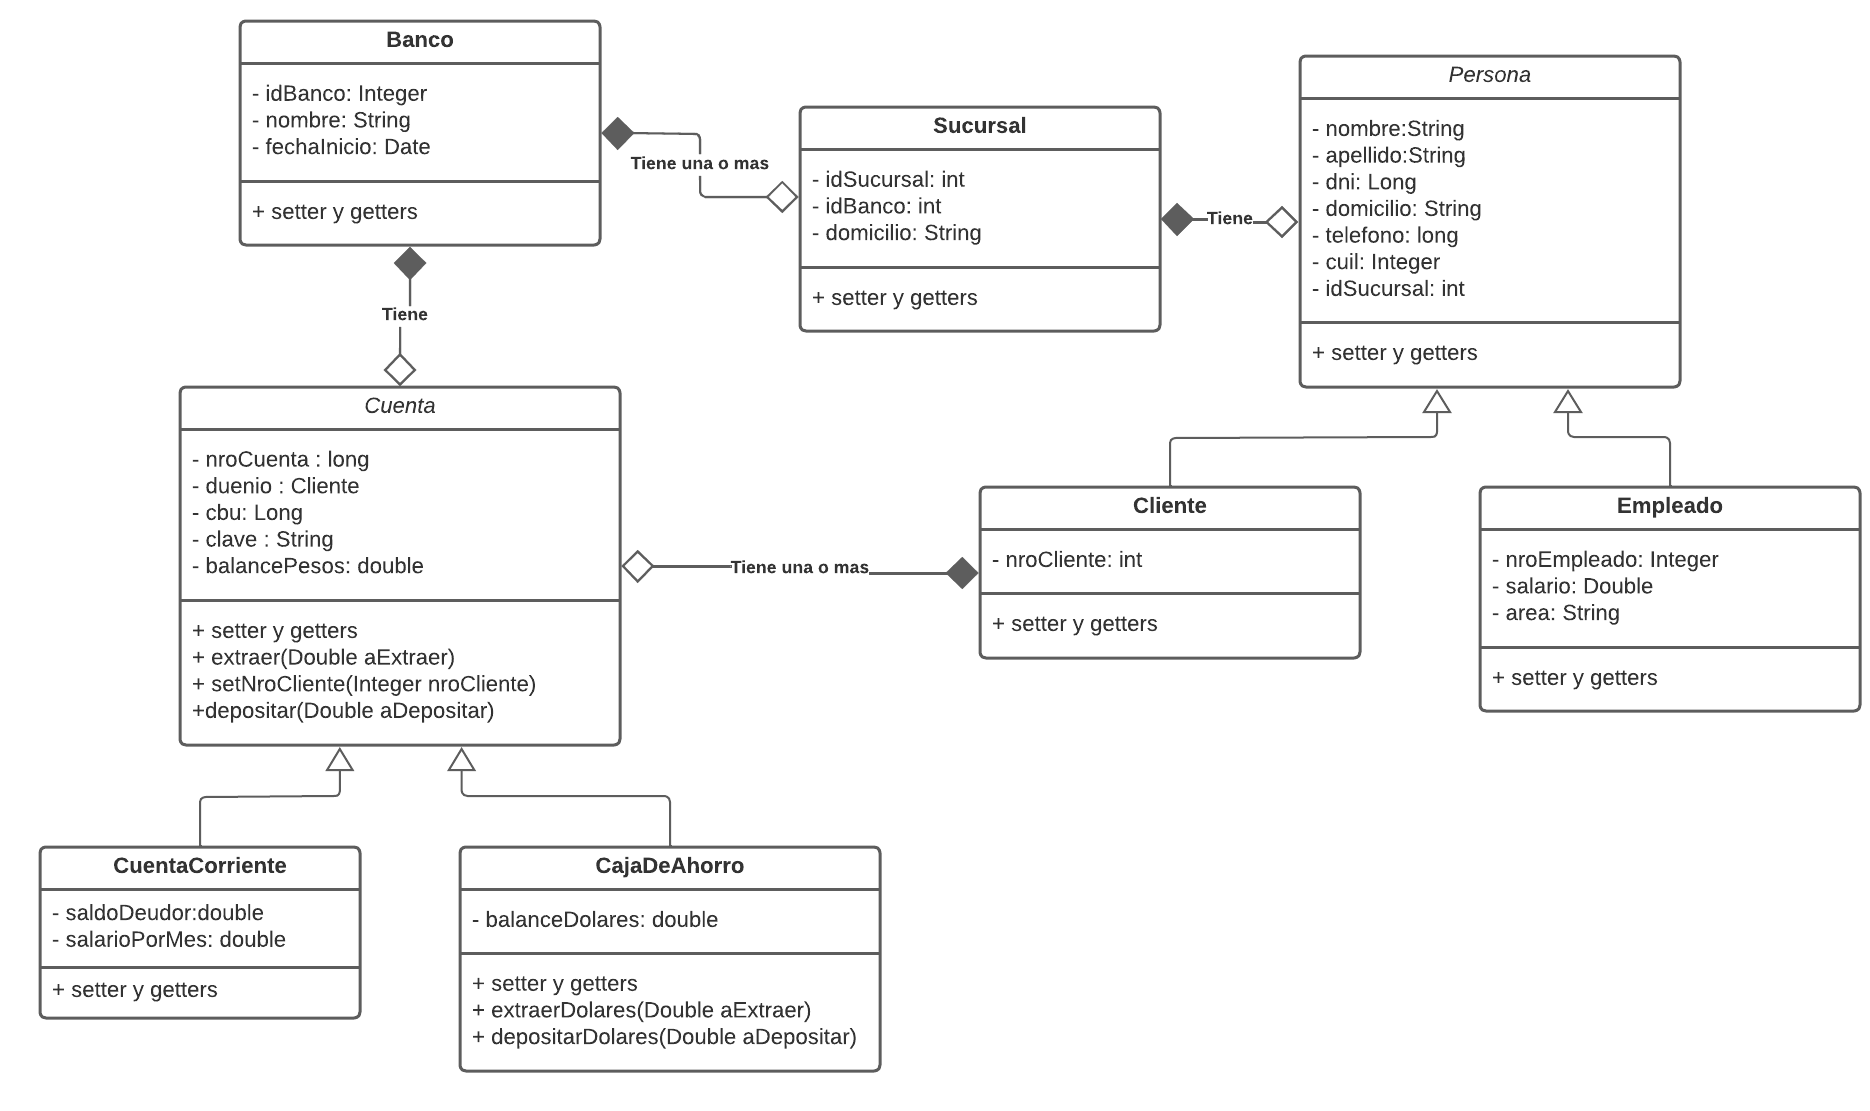 Banco
- idBanco: Integer
- nombre: String
- fechaInicio: Date
+ setter y getters
Tiene una o mas
Sucursal
- idSucursal: int
- idBanco: int
- domicilio: String
+ setter y getters
Tiene
Persona
- nombre:String
- apellido:String
- dni: Long
- domicilio: String
- telefono: long
- cuil: Integer
- idSucursal: int
+ setter y getters
Tiene
Cuenta
- nroCuenta : long
- duenio : Cliente
- cbu: Long
- clave : String
- balancePesos: double
+ setter y getters
+ extraer(Double aExtraer)
+ setNroCliente(Integer nroCliente)
+depositar(Double aDepositar)
Tiene una o mas
Cliente
- nroCliente: int
+ setter y getters
Empleado
- nroEmpleado: Integer
- salario: Double
- area: String
+ setter y getters
CuentaCorriente
- saldoDeudor:double
- salarioPorMes: double
+ setter y getters
CajaDeAhorro
- balanceDolares: double
+ setter y getters
+ extraerDolares(Double aExtraer)
+ depositarDolares(Double aDepositar)